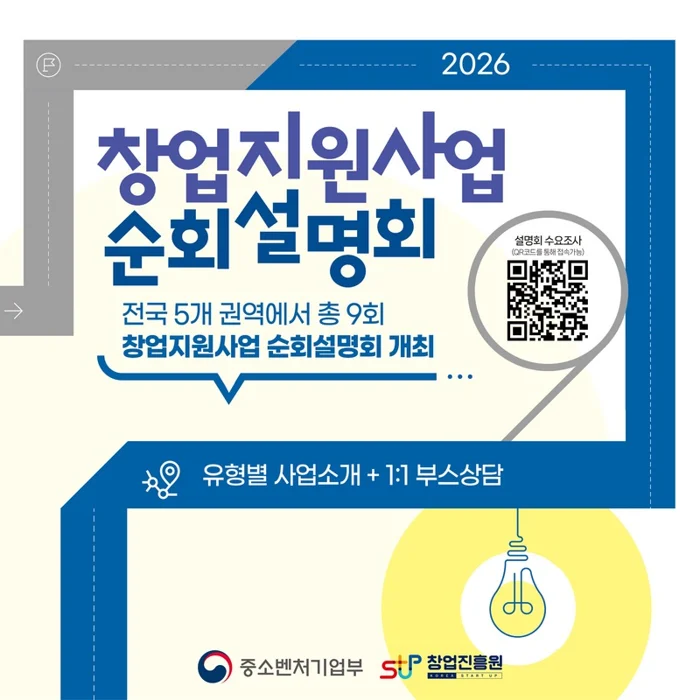 2026
창업지원사업
순회설명회
설명회 수요조사
(QR코드를 통해 접속가능)
전국 5개 권역에서 총 9회
창업지원사업 순회설명회 개최
유형별 사업소개 + 1:1 부스상담
중소벤처기업부
창업진흥원
KOREA START UP